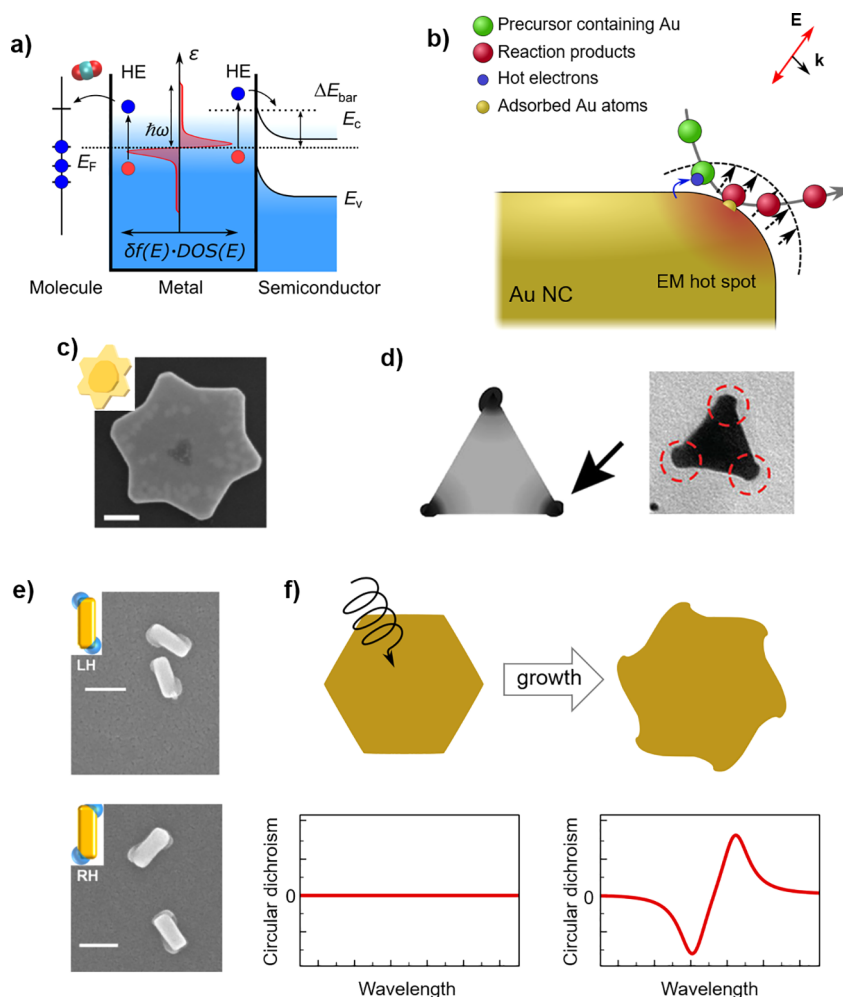 a)
HE
ε
HE
ΔE_bar
E_c
ħω
E_F
E_v
δf(E)·DOS(E)
Molecule
Metal
Semiconductor
b)
Precursor containing Au
Reaction products
Hot electrons
Adsorbed Au atoms
E
k
EM hot spot
Au NC
c)
d)
e)
LH
RH
f)
growth
Circular dichroism
0
Wavelength
Circular dichroism
0
Wavelength